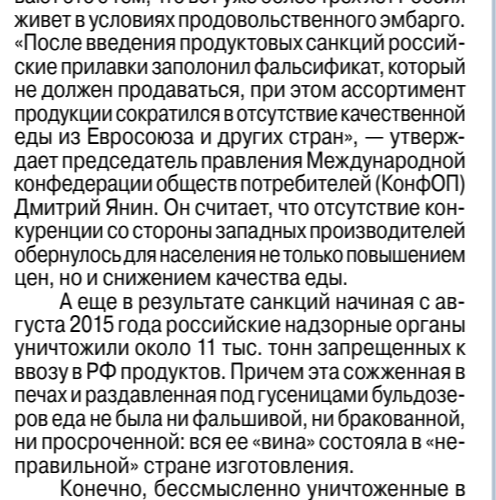 живет в условиях продовольственного эмбарго.
«После введения продуктовых санкций россий-
ские прилавки заполонил фальсификат, который
не должен продаваться, при этом ассортимент
продукции сократился в отсутствие качественной
еды из Евросоюза и других стран», — утверж-
дает председатель правления Международной
конфедерации обществ потребителей (КонфОП)
Дмитрий Янин. Он считает, что отсутствие кон-
куренции со стороны западных производителей
обернулось для населения не только повышением
цен, но и снижением качества еды.
А еще в результате санкций начиная с ав-
густа 2015 года российские надзорные органы
уничтожили около 11 тыс. тонн запрещенных к
ввозу в РФ продуктов. Причем эта сожженная в
печах и раздавленная под гусеницами бульдозе-
ров еда не была ни фальшивой, ни бракованной,
ни просроченной: вся ее «вина» состояла в «не-
правильной» стране изготовления.
Конечно, бессмысленно уничтоженные в